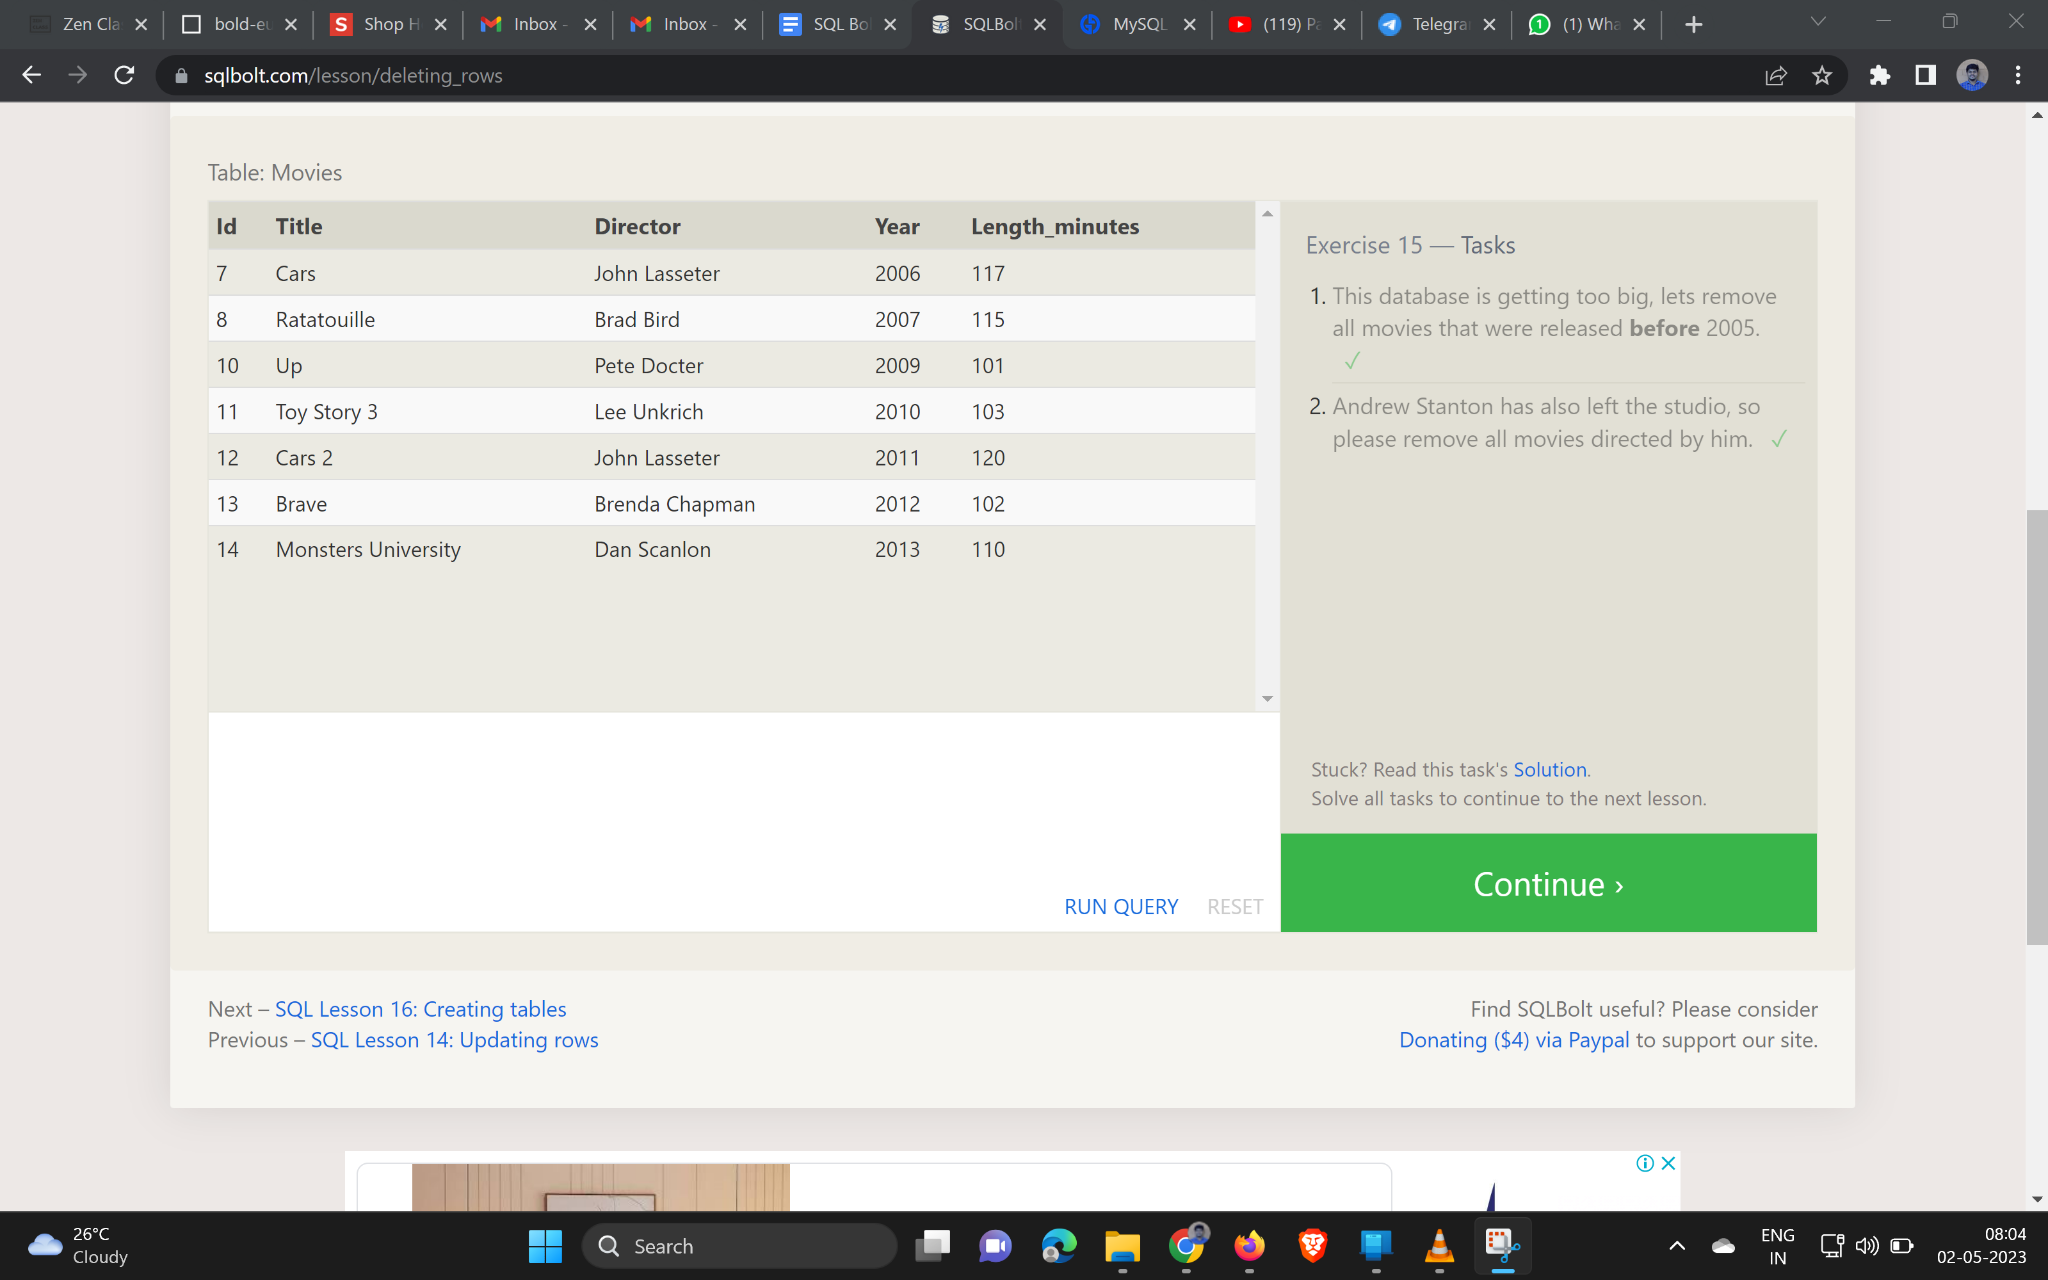 Zen Cla
bold-eu
Shop H
Inbox -
Inbox -
SQL Bol
SQLBolt
MySQL
(119) Pa
Telegra
(1) Wha
sqlbolt.com/lesson/deleting_rows
Table: Movies
Id Title Director Year Length_minutes
7 Cars John Lasseter 2006 117
8 Ratatouille Brad Bird 2007 115
10 Up Pete Docter 2009 101
11 Toy Story 3 Lee Unkrich 2010 103
12 Cars 2 John Lasseter 2011 120
13 Brave Brenda Chapman 2012 102
14 Monsters University Dan Scanlon 2013 110
RUN QUERY RESET
Exercise 15 — Tasks
1. This database is getting too big, lets remove
all movies that were released before 2005.
✓
2. Andrew Stanton has also left the studio, so
please remove all movies directed by him. ✓
Stuck? Read this task's Solution.
Solve all tasks to continue to the next lesson.
Continue ›
Next – SQL Lesson 16: Creating tables
Previous – SQL Lesson 14: Updating rows
Find SQLBolt useful? Please consider
Donating ($4) via Paypal to support our site.
26°C
Cloudy
Search
ENG
IN
08:04
02-05-2023